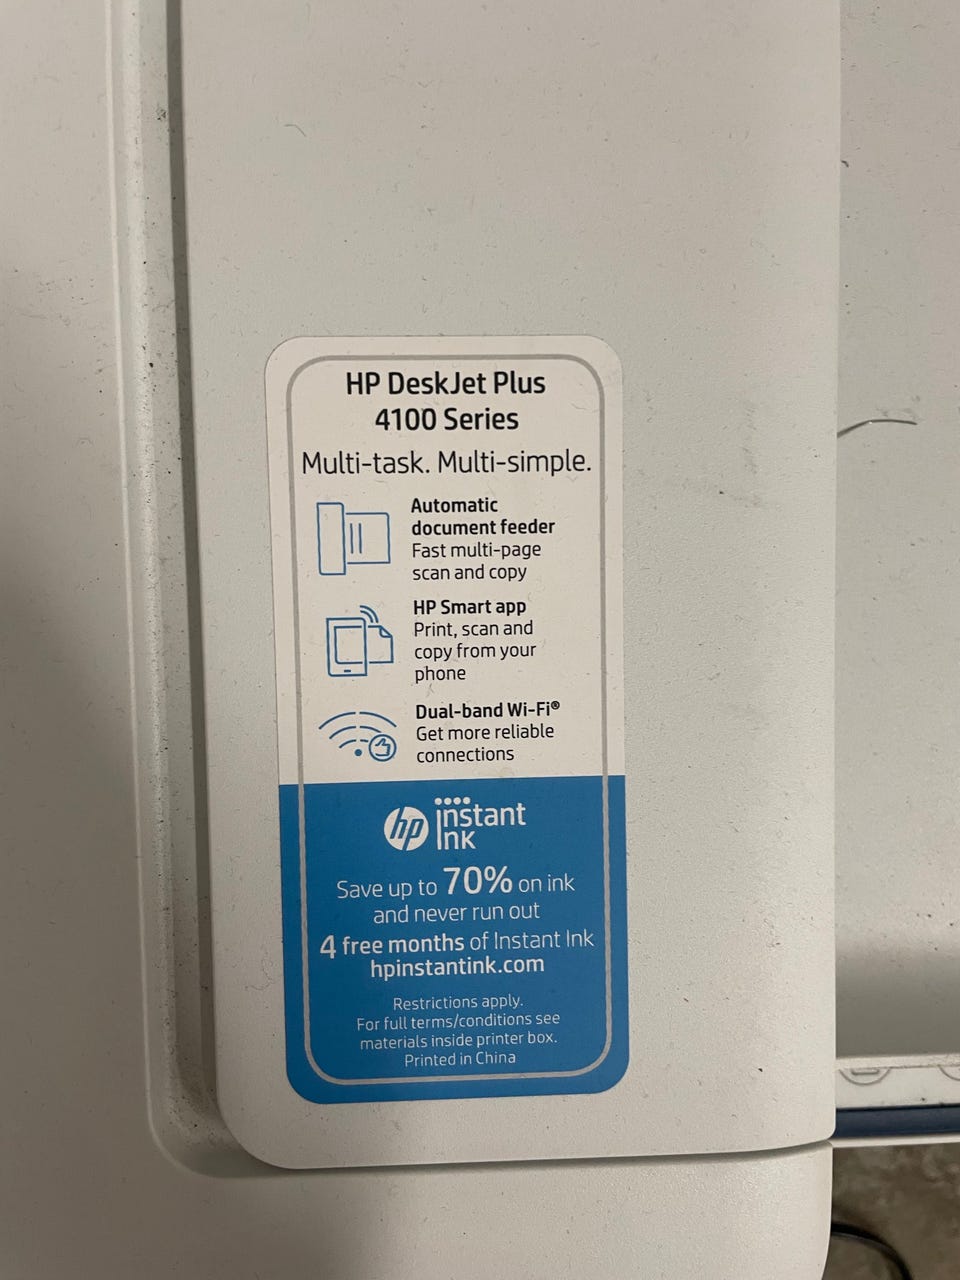 HP DeskJet Plus
4100 Series
Multi-task. Multi-simple.
Automatic
document feeder
Fast multi-page
scan and copy
HP Smart app
Print, scan and
copy from your
phone
Dual-band Wi-Fi®
Get more reliable
connections
hp instant
ink
Save up to 70% on ink
and never run out
4 free months of Instant Ink
hpinstantink.com
Restrictions apply.
For full terms/conditions see
materials inside printer box.
Printed in China